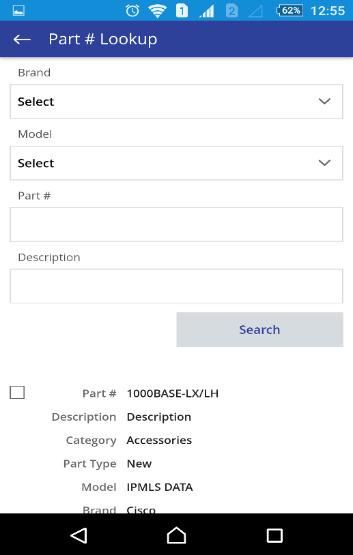 1 2 62% 12:55
Part # Lookup
Brand
Select
Model
Select
Part #
Description
Search
Part # 1000BASE-LX/LH
Description Description
Category Accessories
Part Type New
Model IPMLS DATA
Brand Cisco